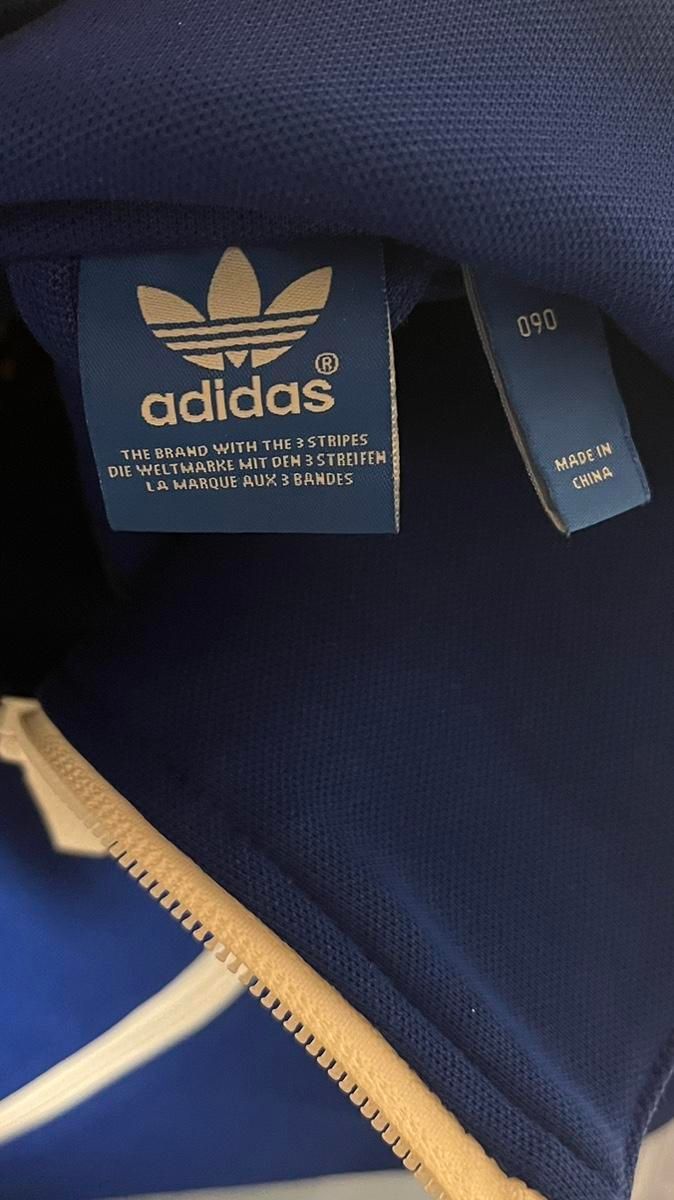 ®
adidas
THE BRAND WITH THE 3 STRIPES
DIE WELTMARKE MIT DEN 3 STREIFEN
LA MARQUE AUX 3 BANDES
090
MADE IN
CHINA